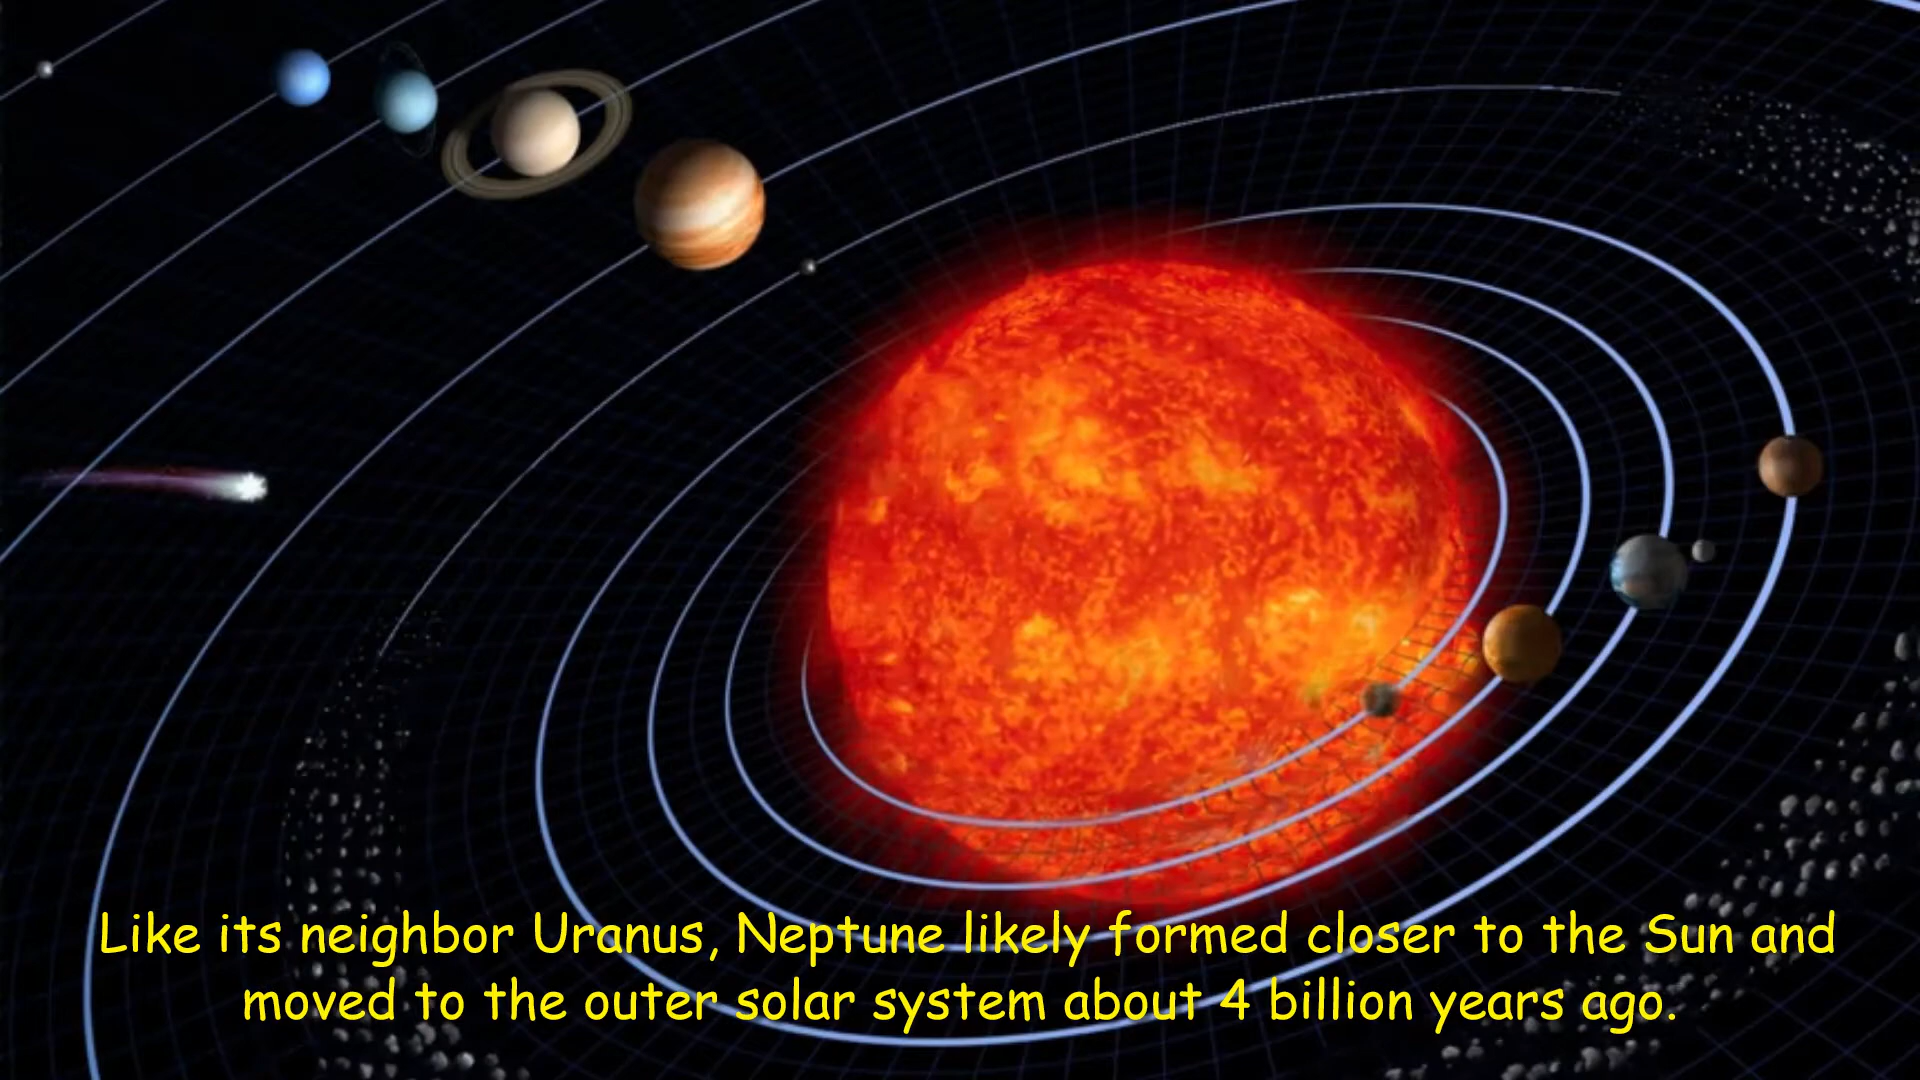 Like its neighbor Uranus, Neptune likely formed closer to the Sun and
moved to the outer solar system about 4 billion years ago.